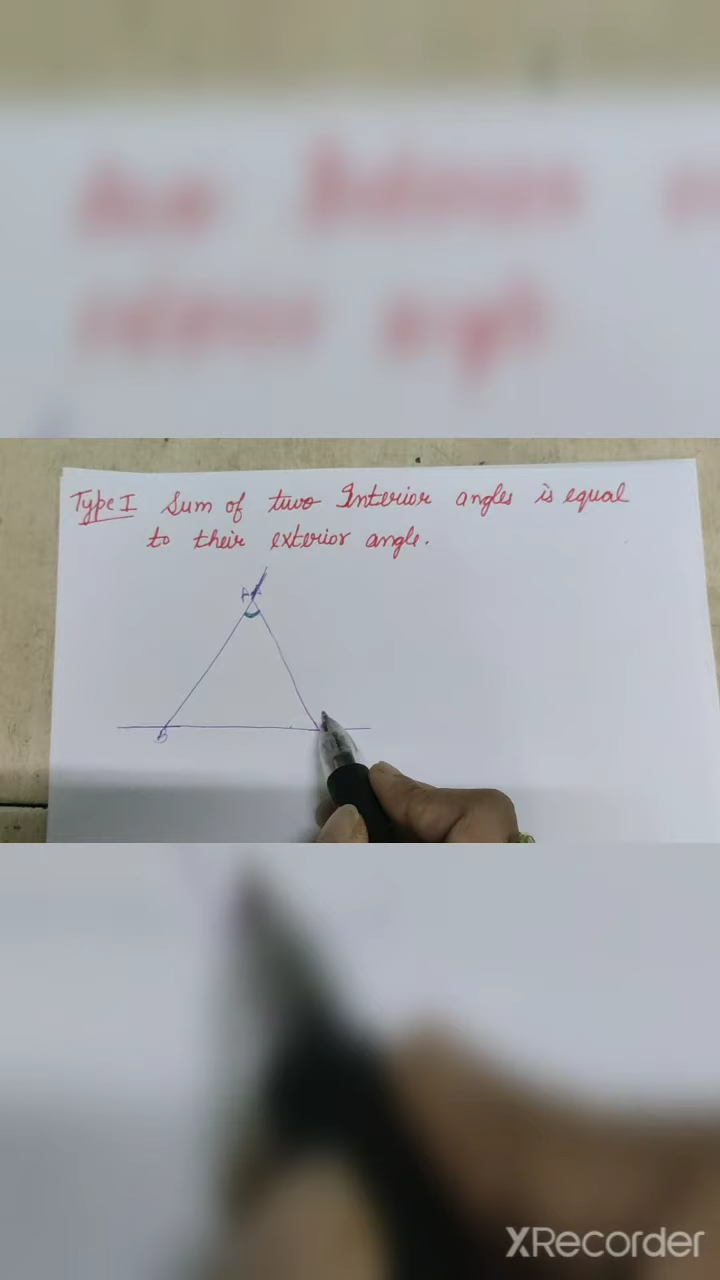 Type I Sum of two Interior angles is equal
to their exterior angle.
A
B
XRecorder